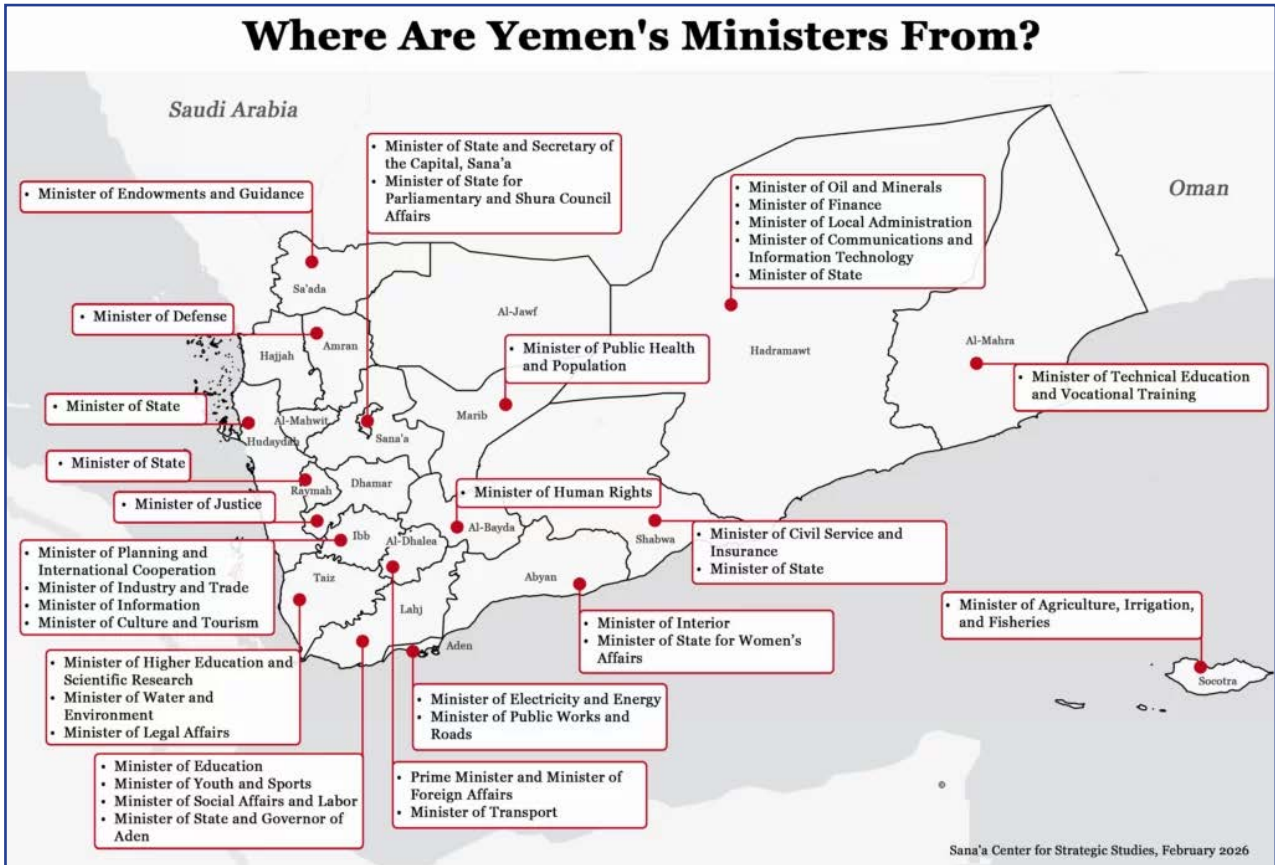 Where Are Yemen's Ministers From?
Saudi Arabia
Oman
• Minister of Endowments and Guidance
• Minister of State and Secretary of
the Capital, Sana'a
• Minister of State for
Parliamentary and Shura Council
Affairs
• Minister of Oil and Minerals
• Minister of Finance
• Minister of Local Administration
• Minister of Communications and
Information Technology
• Minister of State
Sa'ada
• Minister of Defense
Hajjah
Amran
Al-Jawf
Hadramawt
Al-Mahra
• Minister of Public Health
and Population
• Minister of Technical Education
and Vocational Training
• Minister of State
Al-Mahwit
Hudaydah
Sana'a
Marib
• Minister of State
Raymah
Dhamar
• Minister of Human Rights
• Minister of Justice
Ibb
Al-Dhalea
Al-Bayda
Shabwa
• Minister of Civil Service and
Insurance
• Minister of State
• Minister of Planning and
International Cooperation
• Minister of Industry and Trade
• Minister of Information
• Minister of Culture and Tourism
Taiz
Lahj
Abyan
Aden
• Minister of Interior
• Minister of State for Women's
Affairs
• Minister of Agriculture, Irrigation,
and Fisheries
Socotra
• Minister of Higher Education and
Scientific Research
• Minister of Water and
Environment
• Minister of Legal Affairs
• Minister of Electricity and Energy
• Minister of Public Works and
Roads
• Minister of Education
• Minister of Youth and Sports
• Minister of Social Affairs and Labor
• Minister of State and Governor of
Aden
• Prime Minister and Minister of
Foreign Affairs
• Minister of Transport
Sana'a Center for Strategic Studies, February 2026